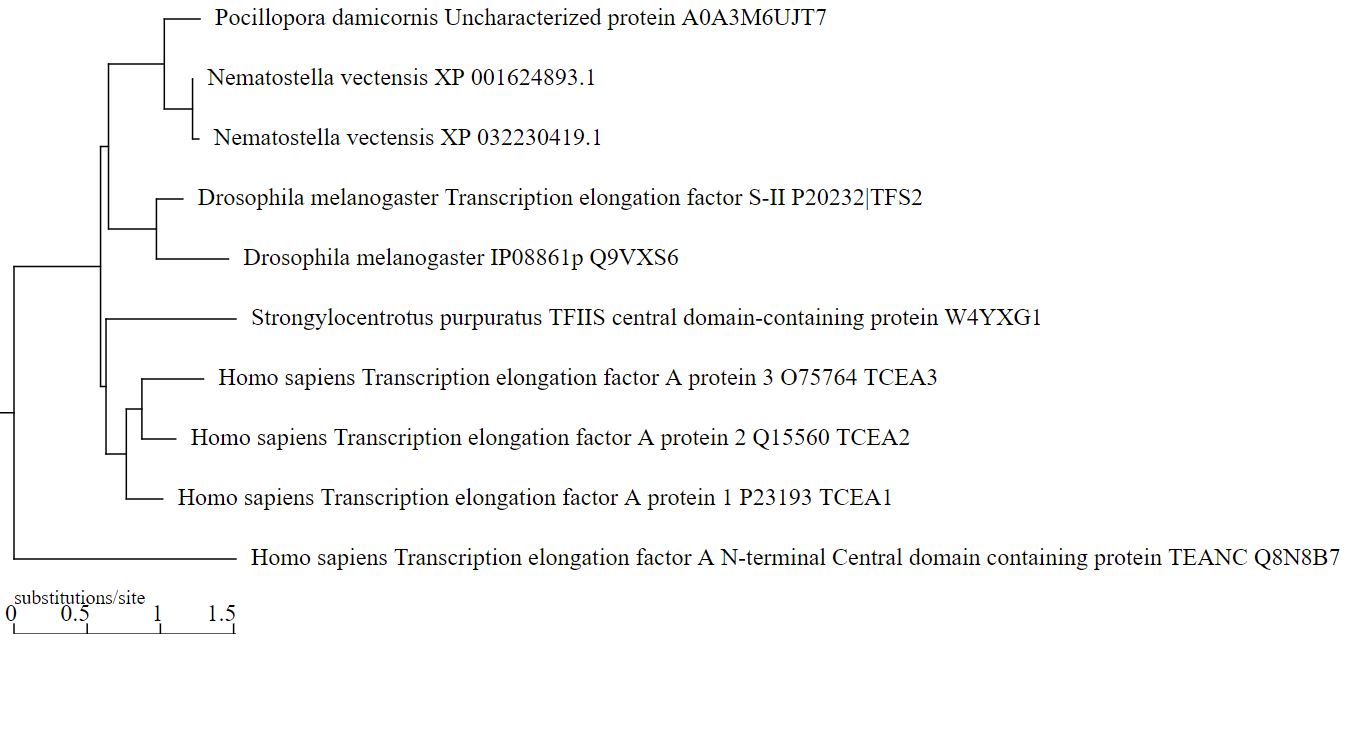 Pocillopora damicornis Uncharacterized protein A0A3M6UJT7
Nematostella vectensis XP 001624893.1
Nematostella vectensis XP 032230419.1
Drosophila melanogaster Transcription elongation factor S-II P20232|TFS2
Drosophila melanogaster IP08861p Q9VXS6
Strongylocentrotus purpuratus TFIIS central domain-containing protein W4YXG1
Homo sapiens Transcription elongation factor A protein 3 O75764 TCEA3
Homo sapiens Transcription elongation factor A protein 2 Q15560 TCEA2
Homo sapiens Transcription elongation factor A protein 1 P23193 TCEA1
Homo sapiens Transcription elongation factor A N-terminal Central domain containing protein TEANC Q8N8B7
substitutions/site
0 0.5 1 1.5